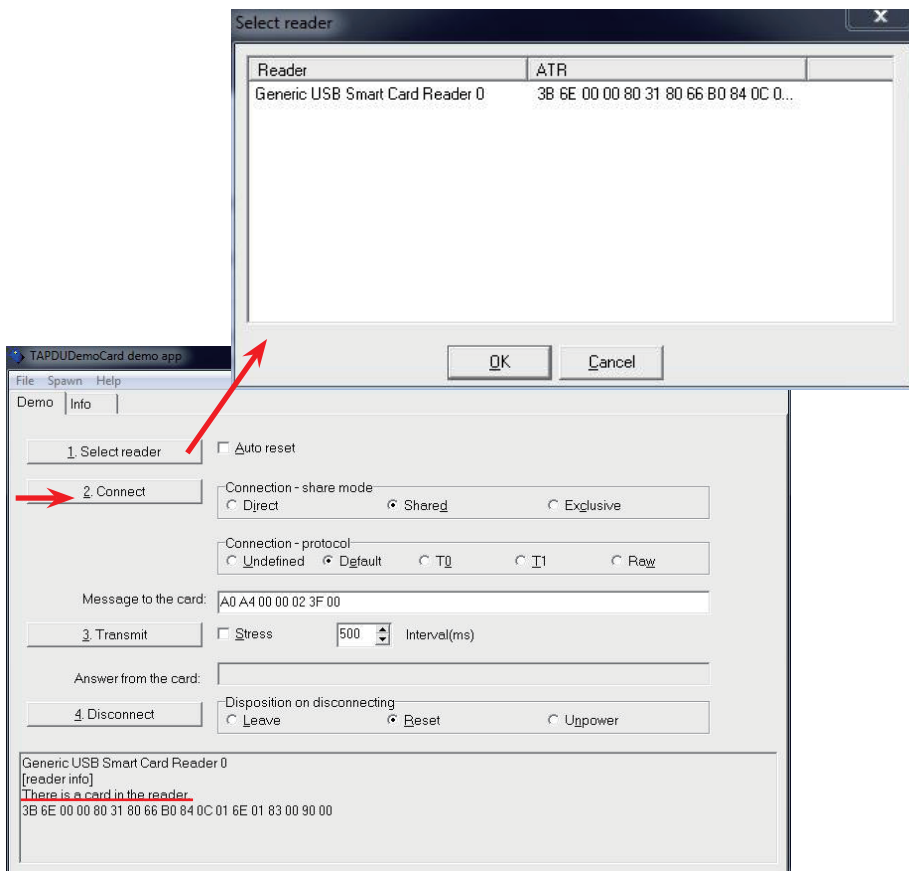 Select reader
Reader ATR
Generic USB Smart Card Reader 0 3B 6E 00 00 80 31 80 66 B0 84 0C 0...
OK Cancel
TAPDUDemoCard demo app
File Spawn Help
Demo Info
1. Select reader Auto reset
2. Connect Connection - share mode
Direct Shared Exclusive
Connection - protocol
Undefined Default T0 T1 Raw
Message to the card: A0 A4 00 00 02 3F 00
3. Transmit Stress 500 Interval(ms)
Answer from the card:
4. Disconnect Disposition on disconnecting
Leave Reset Unpower
Generic USB Smart Card Reader 0
[reader info]
There is a card in the reader
3B 6E 00 00 80 31 80 66 B0 84 0C 01 6E 01 83 00 90 00